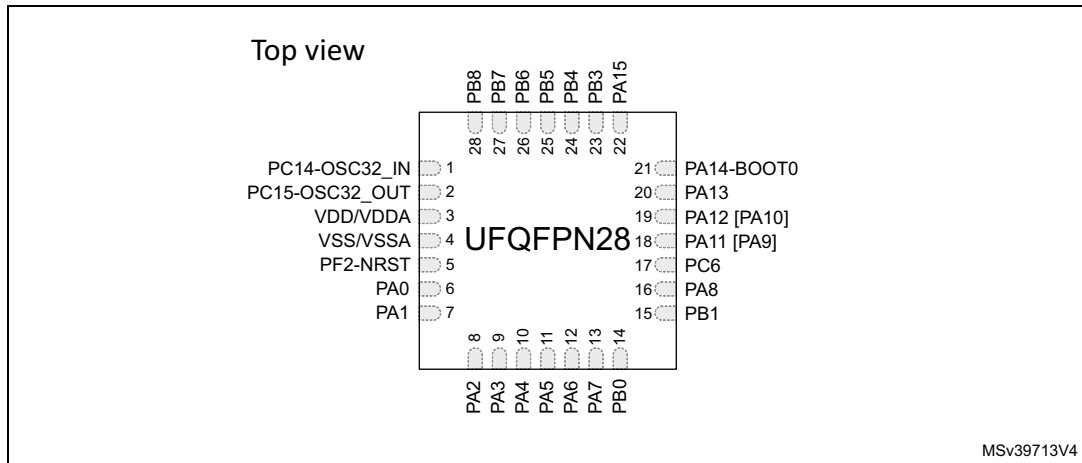 Top view
PB8
PB7
PB6
PB5
PB4
PB3
PA15
28
27
26
25
24
23
22
PC14-OSC32_IN 1
PC15-OSC32_OUT 2
VDD/VDDA 3
VSS/VSSA 4
PF2-NRST 5
PA0 6
PA1 7
UFQFPN28
21 PA14-BOOT0
20 PA13
19 PA12 [PA10]
18 PA11 [PA9]
17 PC6
16 PA8
15 PB1
8
9
10
11
12
13
14
PA2
PA3
PA4
PA5
PA6
PA7
PB0
MSv39713V4